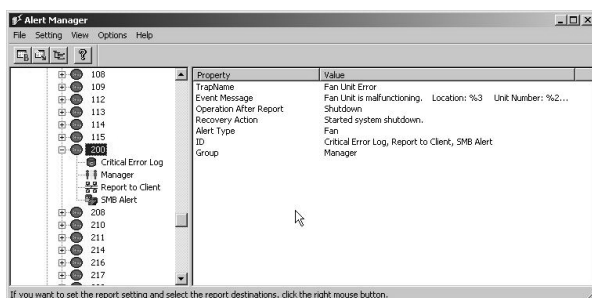 Alert Manager
File Setting View Options Help
108
109
112
113
114
115
200
Critical Error Log
Manager
Report to Client
SMB Alert
208
210
211
214
216
217
Property Value
TrapName Fan Unit Error
Event Message Fan Unit is malfunctioning. Location: %3 Unit Number: %2...
Operation After Report Shutdown
Recovery Action Started system shutdown.
Alert Type Fan
ID Critical Error Log, Report to Client, SMB Alert
Group Manager
If you want to set the report setting and select the report destinations, click the right mouse button.